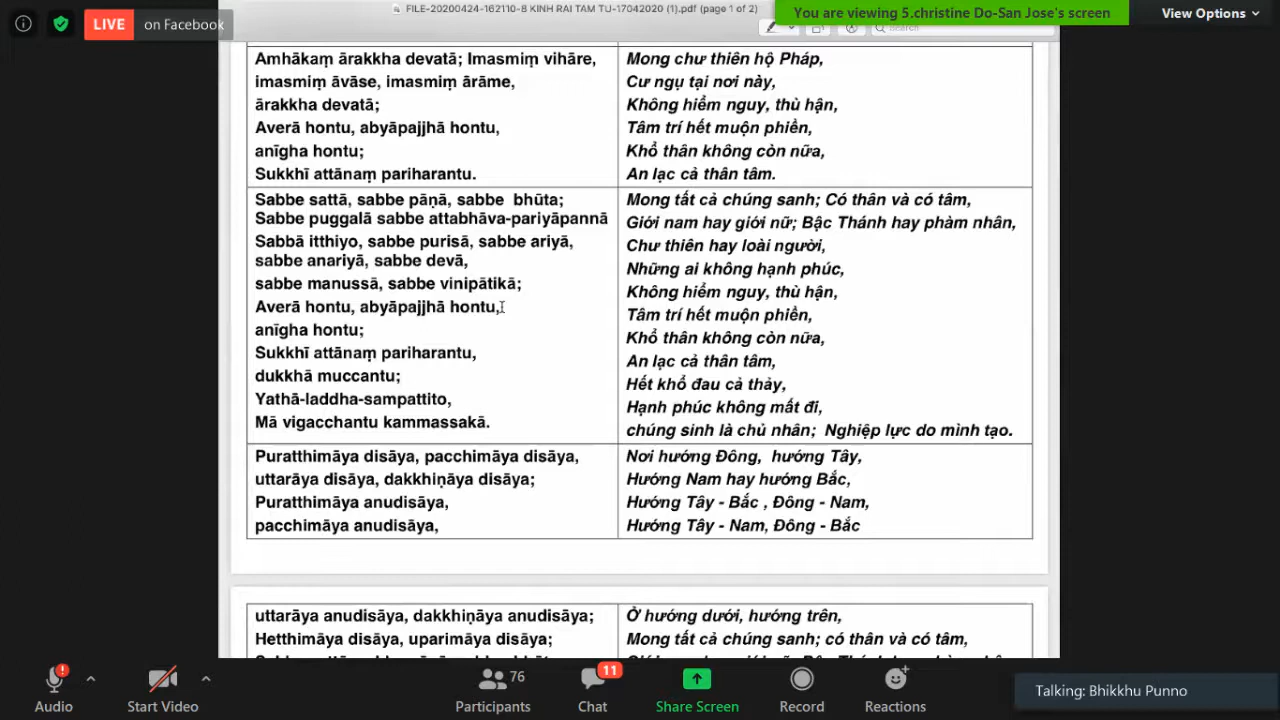 FILE-20200424-162110-8 KINH RAI TAM TU-17042020 (1).pdf (page 1 of 2)
You are viewing 5.christine Do-San Jose's screen
View Options
LIVE on Facebook
Search
Amhākaṃ ārakkha devatā; Imasmiṃ vihāre,
imasmiṃ āvāse, imasmiṃ ārāme,
ārakkha devatā;
Averā hontu, abyāpajjhā hontu,
anīgha hontu;
Sukkhī attānaṃ pariharantu.
Mong chư thiên hộ Pháp,
Cư ngụ tại nơi này,
Không hiểm nguy, thù hận,
Tâm trí hết muộn phiền,
Khổ thân không còn nữa,
An lạc cả thân tâm.
Sabbe sattā, sabbe pāṇā, sabbe bhūta;
Sabbe puggalā sabbe attabhāva-pariyāpannā
Sabbā itthiyo, sabbe purisā, sabbe ariyā,
sabbe anariyā, sabbe devā,
sabbe manussā, sabbe vinipātikā;
Averā hontu, abyāpajjhā hontu,
anīgha hontu;
Sukkhī attānaṃ pariharantu,
dukkhā muccantu;
Yathā-laddha-sampattito,
Mā vigacchantu kammassakā.
Mong tất cả chúng sanh; Có thân và có tâm,
Giới nam hay giới nữ; Bậc Thánh hay phàm nhân,
Chư thiên hay loài người,
Những ai không hạnh phúc,
Không hiểm nguy, thù hận,
Tâm trí hết muộn phiền,
Khổ thân không còn nữa,
An lạc cả thân tâm,
Hết khổ đau cả thảy,
Hạnh phúc không mất đi,
chúng sinh là chủ nhân; Nghiệp lực do mình tạo.
Puratthimāya disāya, pacchimāya disāya,
uttarāya disāya, dakkhiṇāya disāya;
Puratthimāya anudisāya,
pacchimāya anudisāya,
Nơi hướng Đông, hướng Tây,
Hướng Nam hay hướng Bắc,
Hướng Tây - Bắc , Đông - Nam,
Hướng Tây - Nam, Đông - Bắc
uttarāya anudisāya, dakkhiṇāya anudisāya;
Hetthimāya disāya, uparimāya disāya;
Ở hướng dưới, hướng trên,
Mong tất cả chúng sanh; có thân và có tâm,
Audio
Start Video
Participants 76
Chat 11
Share Screen
Record
Reactions
Talking: Bhikkhu Punno